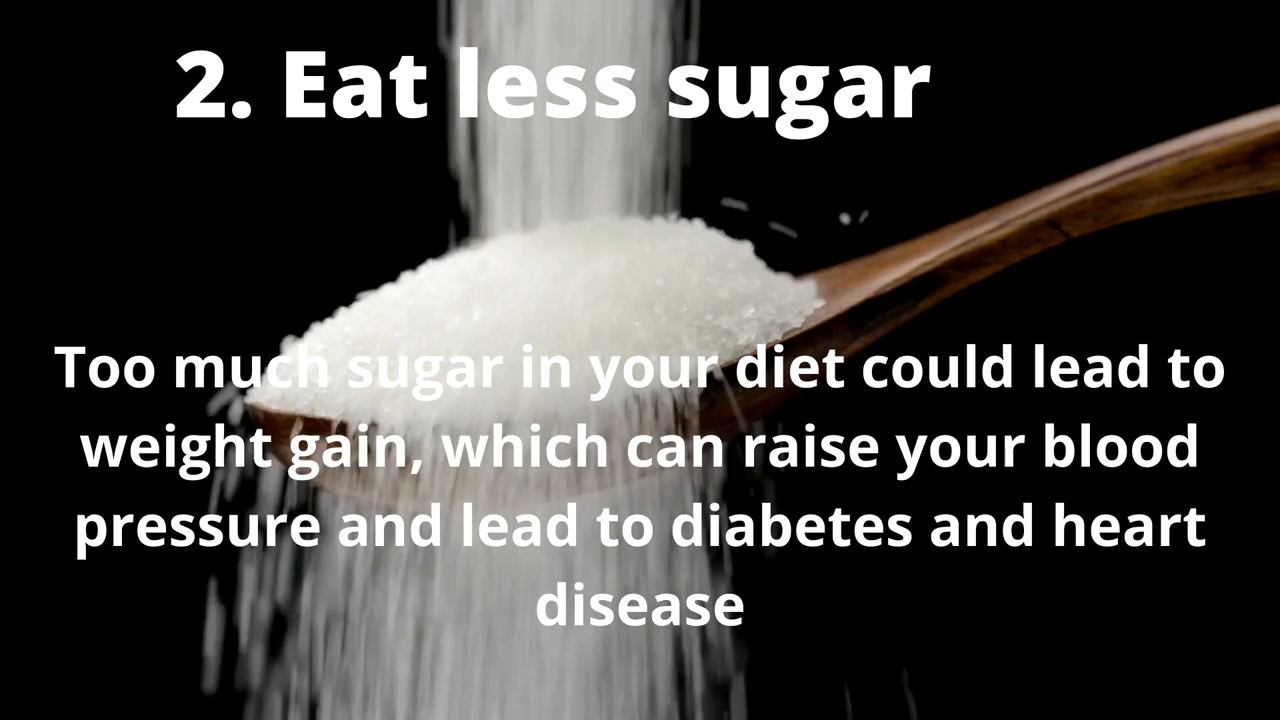 2. Eat less sugar
Too much sugar in your diet could lead to
weight gain, which can raise your blood
pressure and lead to diabetes and heart
disease